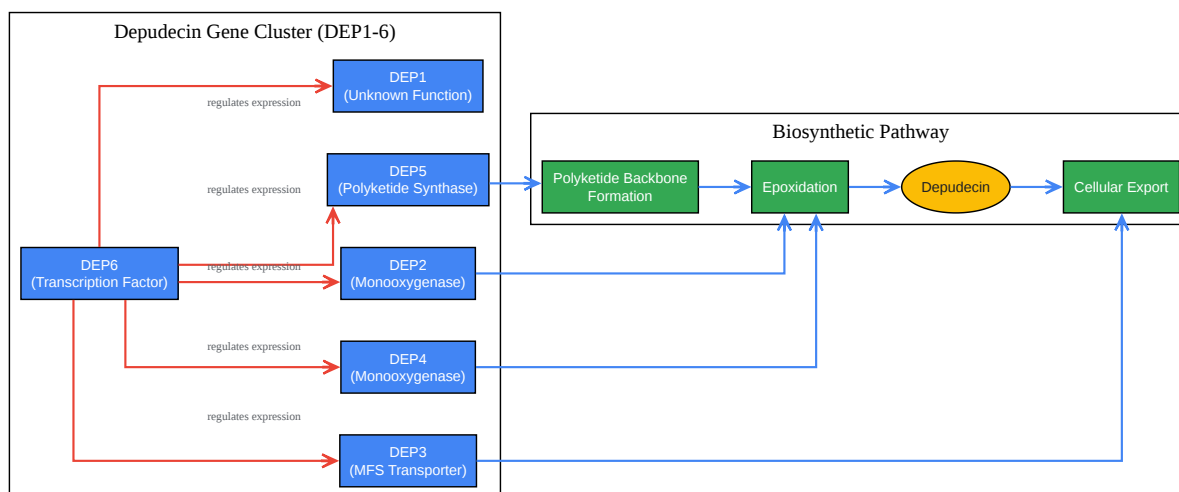 Depudecin Gene Cluster (DEP1-6)
DEP1
(Unknown Function)
regulates expression
Biosynthetic Pathway
DEP5
(Polyketide Synthase)
regulates expression
Polyketide Backbone
Formation
Epoxidation
Depudecin
Cellular Export
DEP6
(Transcription Factor)
regulates expression
DEP2
(Monooxygenase)
regulates expression
DEP4
(Monooxygenase)
regulates expression
DEP3
(MFS Transporter)